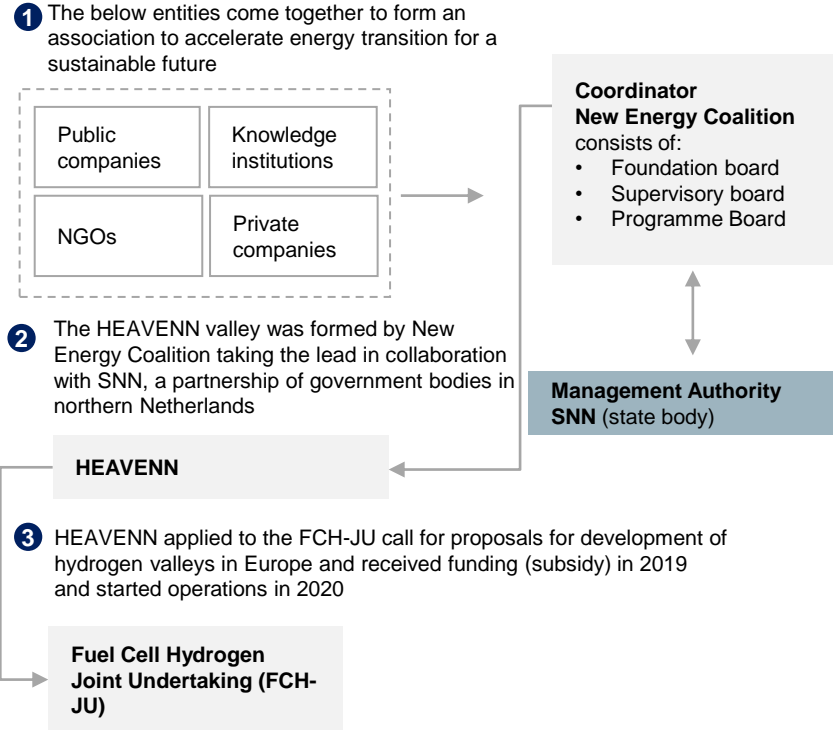 1 The below entities come together to form an
association to accelerate energy transition for a
sustainable future
Public
companies
Knowledge
institutions
NGOs
Private
companies
Coordinator
New Energy Coalition
consists of:
• Foundation board
• Supervisory board
• Programme Board
Management Authority
SNN (state body)
2 The HEAVENN valley was formed by New
Energy Coalition taking the lead in collaboration
with SNN, a partnership of government bodies in
northern Netherlands
HEAVENN
3 HEAVENN applied to the FCH-JU call for proposals for development of
hydrogen valleys in Europe and received funding (subsidy) in 2019
and started operations in 2020
Fuel Cell Hydrogen
Joint Undertaking (FCH-
JU)